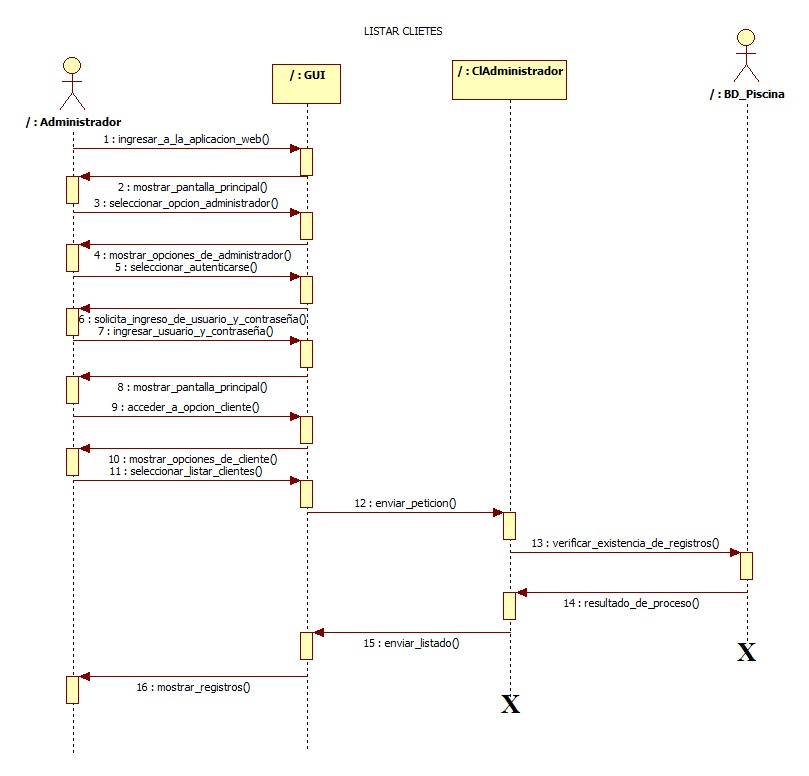 LISTAR CLIETES
/ : Administrador
/ : GUI
/ : ClAdministrador
/ : BD_Piscina
1 : ingresar_a_la_aplicacion_web()
2 : mostrar_pantalla_principal()
3 : seleccionar_opcion_administrador()
4 : mostrar_opciones_de_administrador()
5 : seleccionar_autenticarse()
6 : solicita_ingreso_de_usuario_y_contraseña()
7 : ingresar_usuario_y_contraseña()
8 : mostrar_pantalla_principal()
9 : acceder_a_opcion_cliente()
10 : mostrar_opciones_de_cliente()
11 : seleccionar_listar_clientes()
12 : enviar_peticion()
13 : verificar_existencia_de_registros()
14 : resultado_de_proceso()
15 : enviar_listado()
X
16 : mostrar_registros()
X